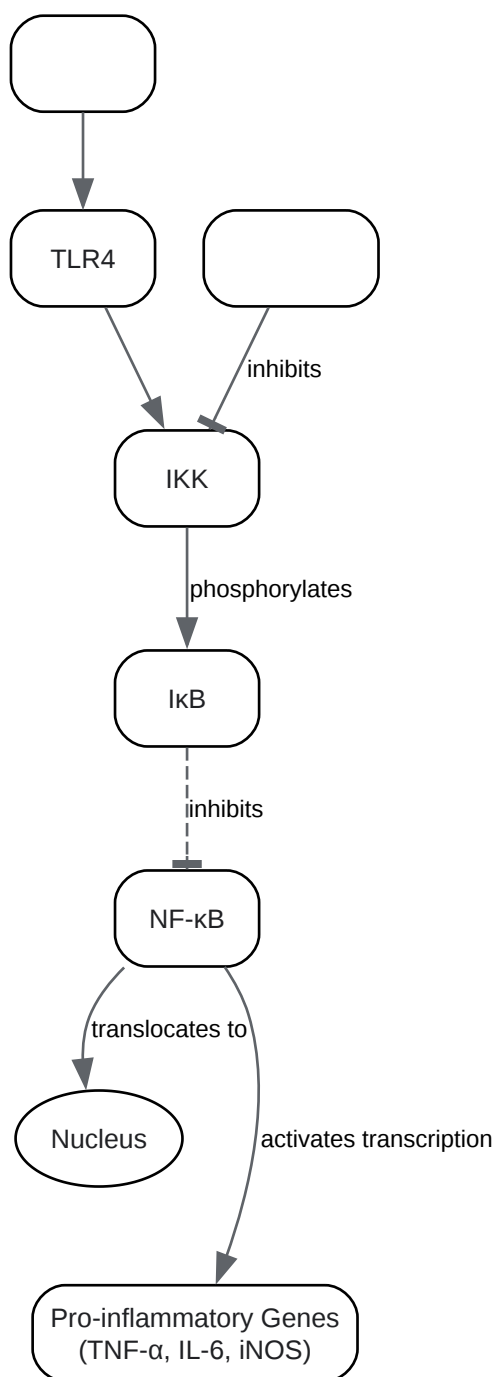 TLR4
inhibits
IKK
phosphorylates
IκB
inhibits
NF-κB
translocates to
Nucleus
activates transcription
Pro-inflammatory Genes
(TNF-α, IL-6, iNOS)